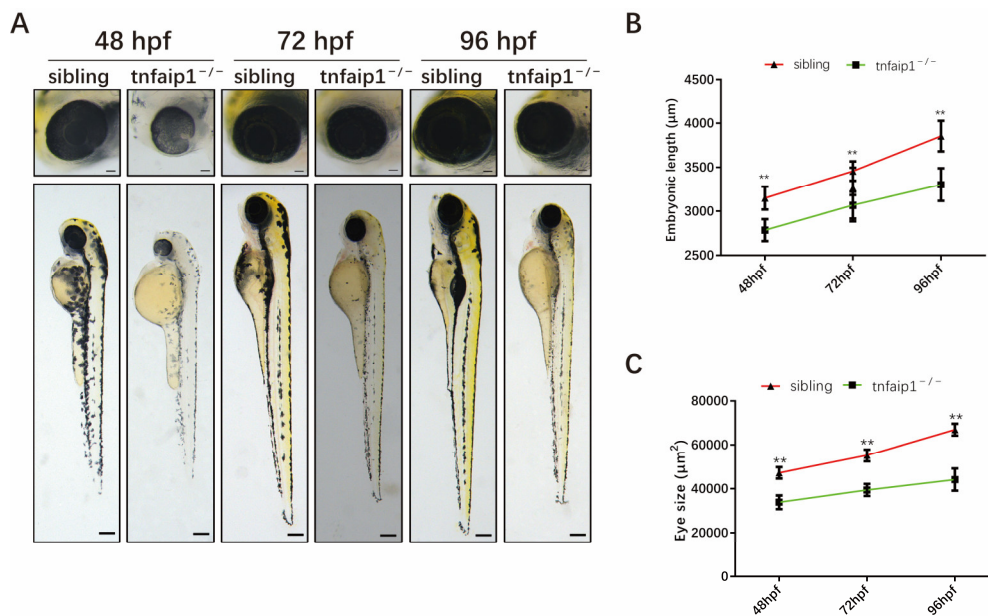 A
48 hpf 72 hpf 96 hpf
sibling tnfaip1⁻/⁻ sibling tnfaip1⁻/⁻ sibling tnfaip1⁻/⁻
B
sibling tnfaip1⁻/⁻
Embryonic length (μm)
4500
4000
3500
3000
2500
**
**
**
48hpf 72hpf 96hpf
C
sibling tnfaip1⁻/⁻
Eye size (μm²)
80000
60000
40000
20000
0
**
**
**
48hpf 72hpf 96hpf